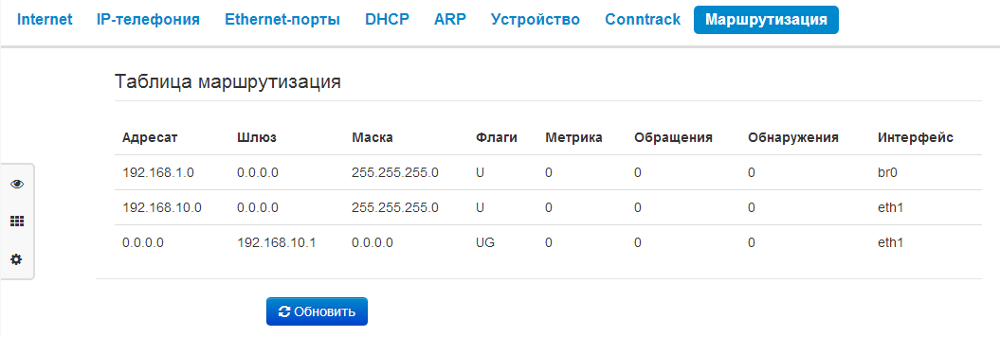 Internet IP-телефония Ethernet-порты DHCP ARP Устройство Conntrack Маршрутизация
Таблица маршрутизация
Адресат Шлюз Маска Флаги Метрика Обращения Обнаружения Интерфейс
192.168.1.0 0.0.0.0 255.255.255.0 U 0 0 0 br0
192.168.10.0 0.0.0.0 255.255.255.0 U 0 0 0 eth1
0.0.0.0 192.168.10.1 0.0.0.0 UG 0 0 0 eth1
Обновить